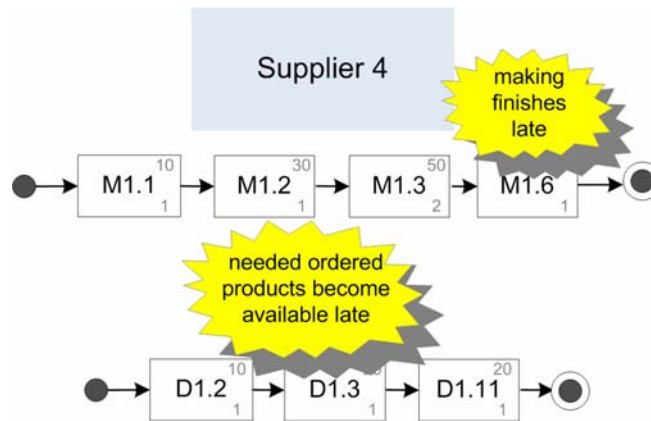 Supplier 4
making
finishes
late
10
30
50
M1.1
M1.2
M1.3
M1.6
1
1
2
1
needed ordered
products become
available late
10
20
D1.2
D1.3
D1.11
1
1
1